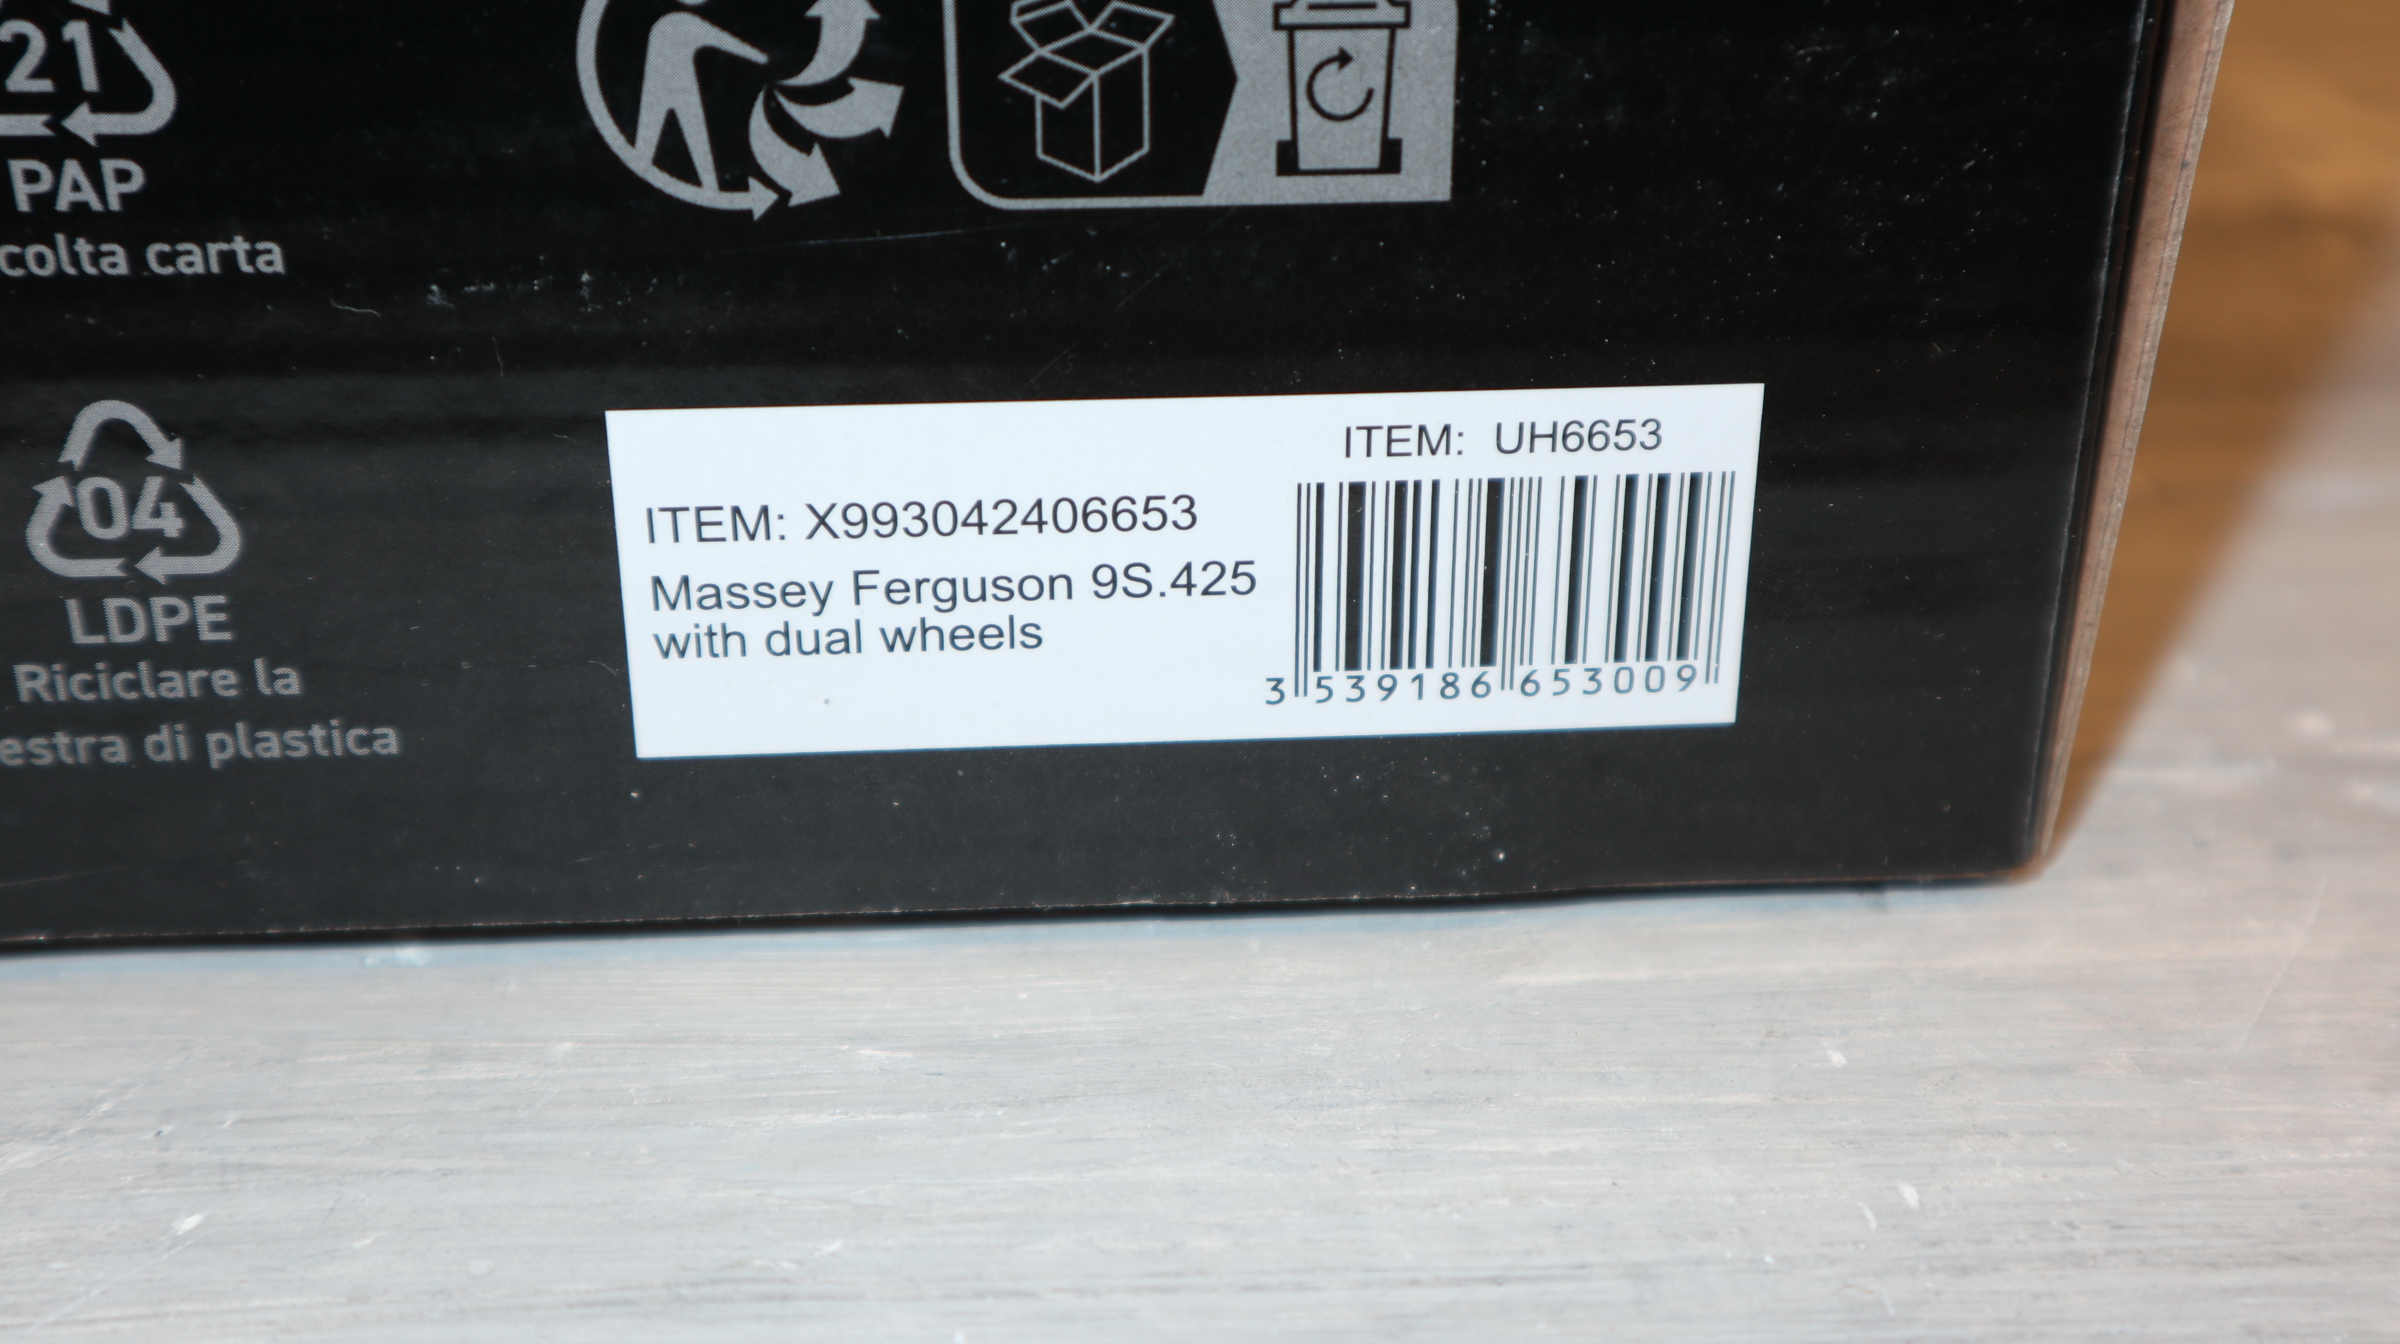 21
PAP
colta carta
04
LDPE
Riciclare la
estra di plastica
ITEM: UH6653
ITEM: X993042406653
Massey Ferguson 9S.425
with dual wheels
3 539186 653009